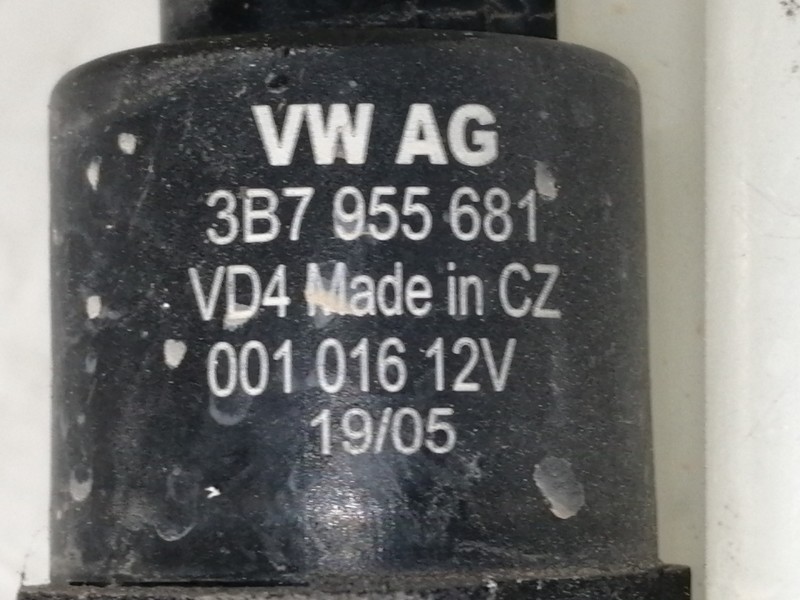 VW AG
3B7 955 681
VD4 Made in CZ
001 016 12V
19/05